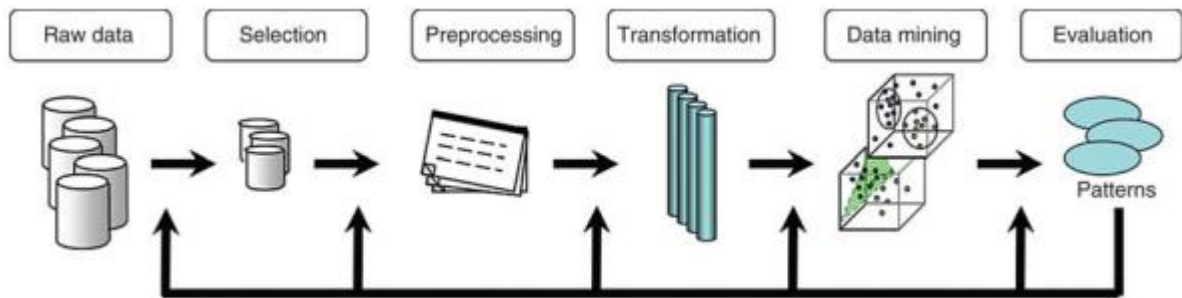 Raw data
Selection
Preprocessing
Transformation
Data mining
Evaluation
Patterns